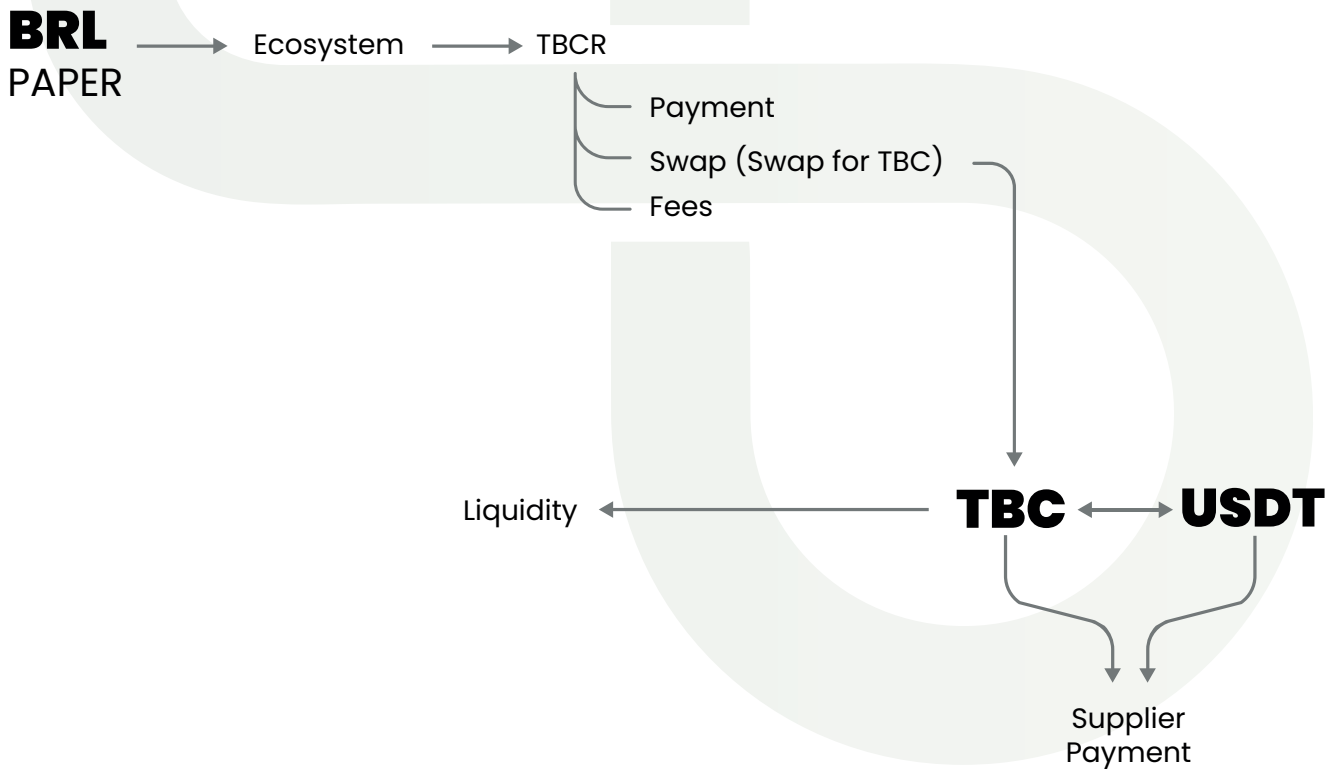 BRL
PAPER
Ecosystem
TBCR
Payment
Swap (Swap for TBC)
Fees
Liquidity
TBC
USDT
Supplier
Payment